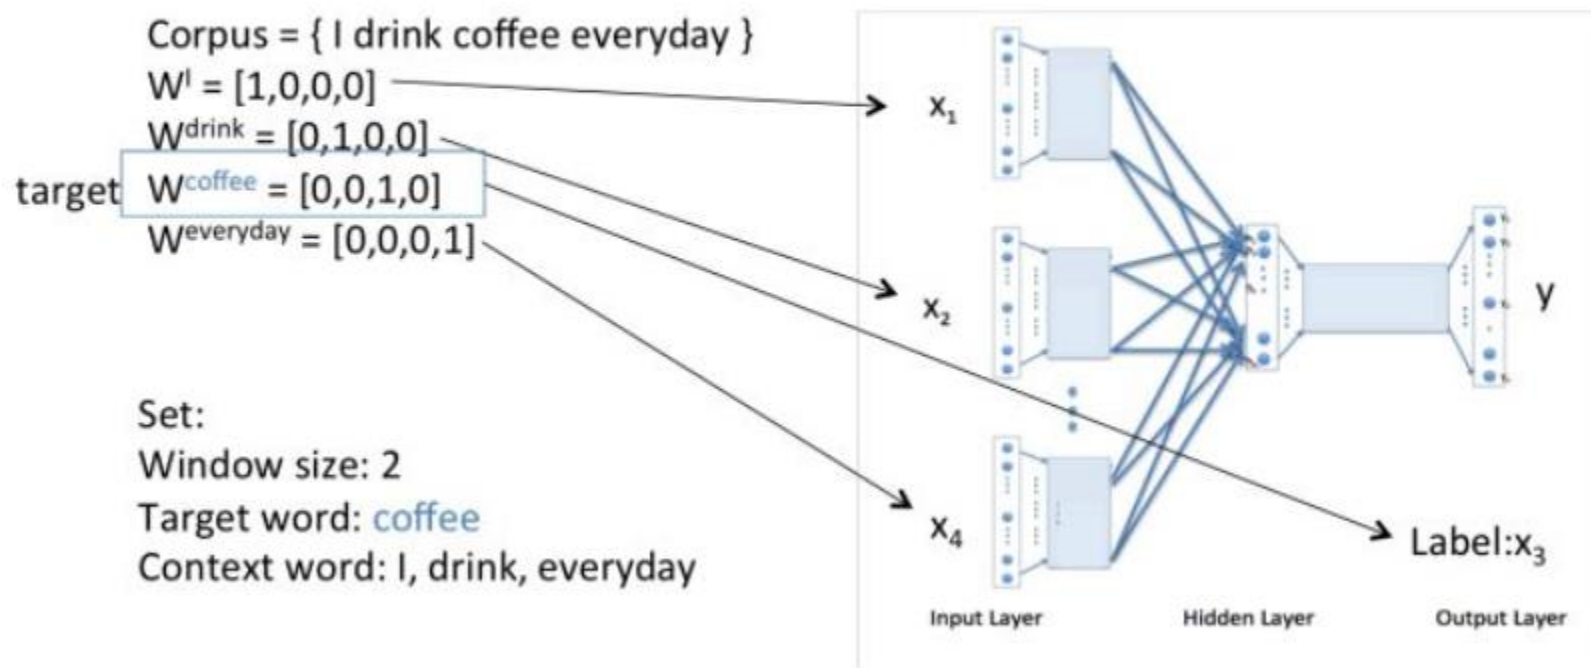 Corpus = { I drink coffee everyday }
Wᴵ = [1,0,0,0]
W^drink = [0,1,0,0]
target W^coffee = [0,0,1,0]
W^everyday = [0,0,0,1]
Set:
Window size: 2
Target word: coffee
Context word: I, drink, everyday
x₁
x₂
x₄
y
Label:x₃
Input Layer
Hidden Layer
Output Layer